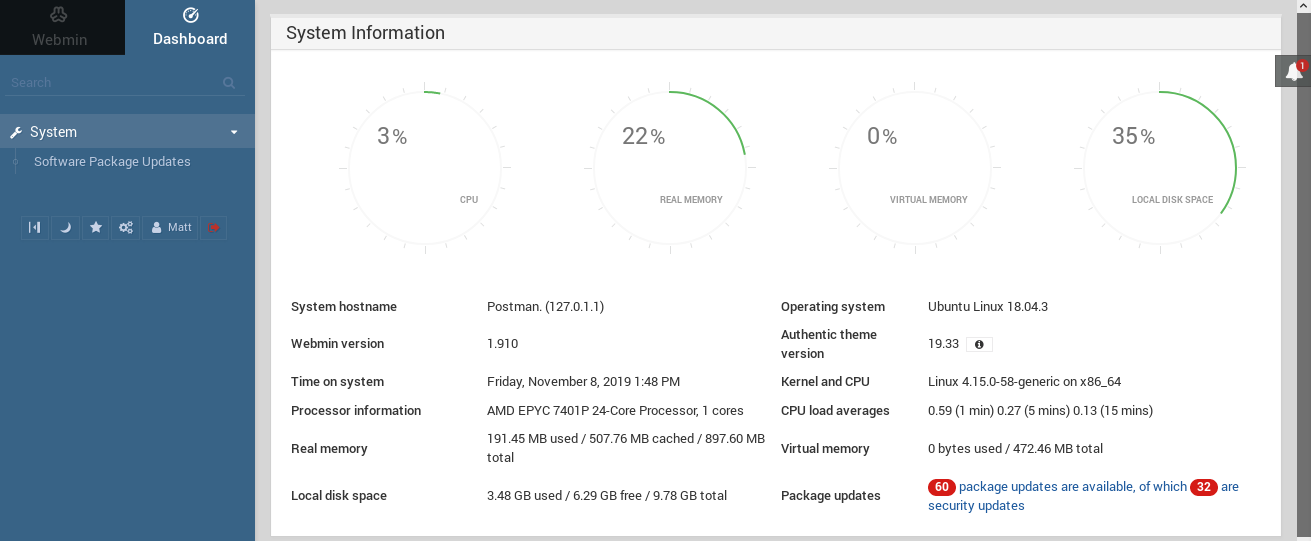 Webmin
Dashboard
Search
System
Software Package Updates
Matt
System Information
1
3%
CPU
22%
REAL MEMORY
0%
VIRTUAL MEMORY
35%
LOCAL DISK SPACE
System hostname
Postman. (127.0.1.1)
Operating system
Ubuntu Linux 18.04.3
Webmin version
1.910
Authentic theme
version
19.33
Time on system
Friday, November 8, 2019 1:48 PM
Kernel and CPU
Linux 4.15.0-58-generic on x86_64
Processor information
AMD EPYC 7401P 24-Core Processor, 1 cores
CPU load averages
0.59 (1 min) 0.27 (5 mins) 0.13 (15 mins)
Real memory
191.45 MB used / 507.76 MB cached / 897.60 MB
total
Virtual memory
0 bytes used / 472.46 MB total
Local disk space
3.48 GB used / 6.29 GB free / 9.78 GB total
Package updates
60 package updates are available, of which 32 are
security updates